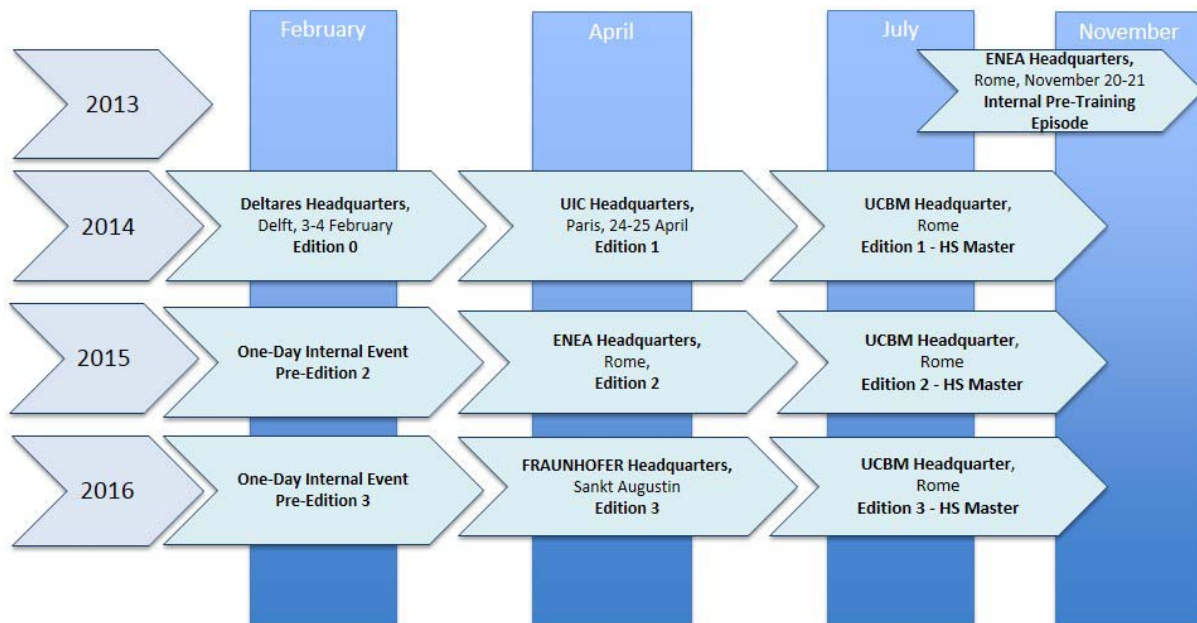 February
April
July
November
2013
ENEA Headquarters,
Rome, November 20-21
Internal Pre-Training
Episode
2014
Deltares Headquarters,
Delft, 3-4 February
Edition 0
UIC Headquarters,
Paris, 24-25 April
Edition 1
UCBM Headquarter,
Rome
Edition 1 - HS Master
2015
One-Day Internal Event
Pre-Edition 2
ENEA Headquarters,
Rome,
Edition 2
UCBM Headquarter,
Rome
Edition 2 - HS Master
2016
One-Day Internal Event
Pre-Edition 3
FRAUNHOFER Headquarters,
Sankt Augustin
Edition 3
UCBM Headquarter,
Rome
Edition 3 - HS Master